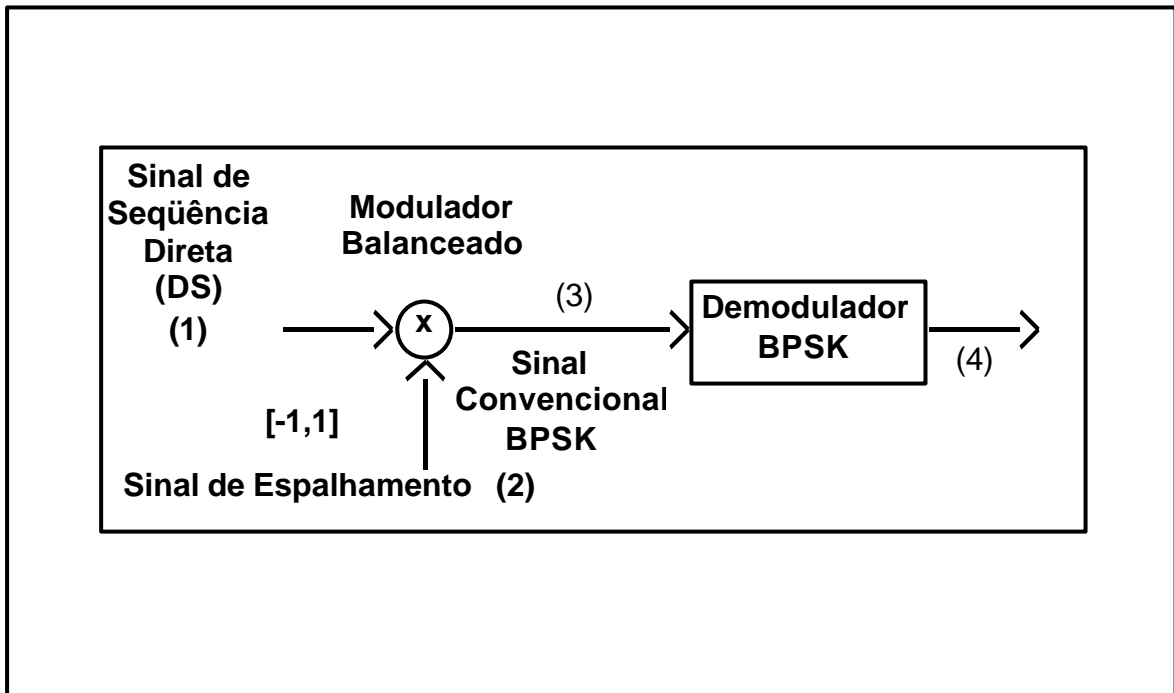 Sinal de
Seqüência
Direta
(DS)
(1)
Modulador
Balanceado
x
(3)
Sinal
Convencional
BPSK
Demodulador
BPSK
(4)
[-1,1]
Sinal de Espalhamento (2)